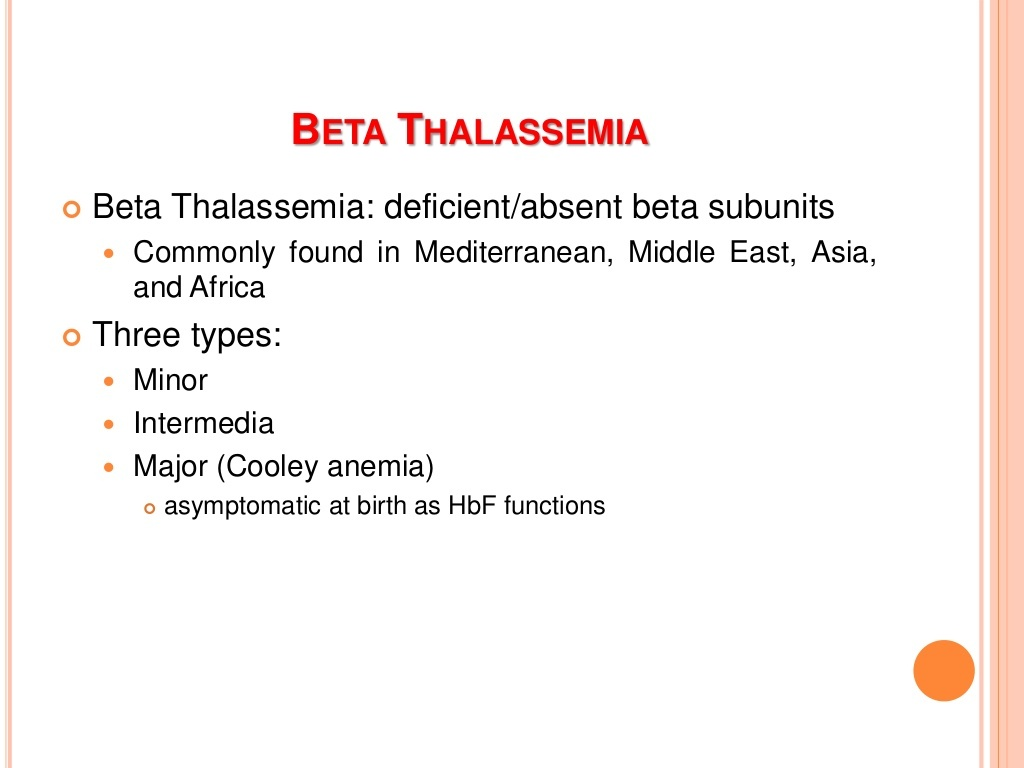 BETA THALASSEMIA
Beta Thalassemia: deficient/absent beta subunits
Commonly found in Mediterranean, Middle East, Asia,
and Africa
Three types:
Minor
Intermedia
Major (Cooley anemia)
asymptomatic at birth as HbF functions